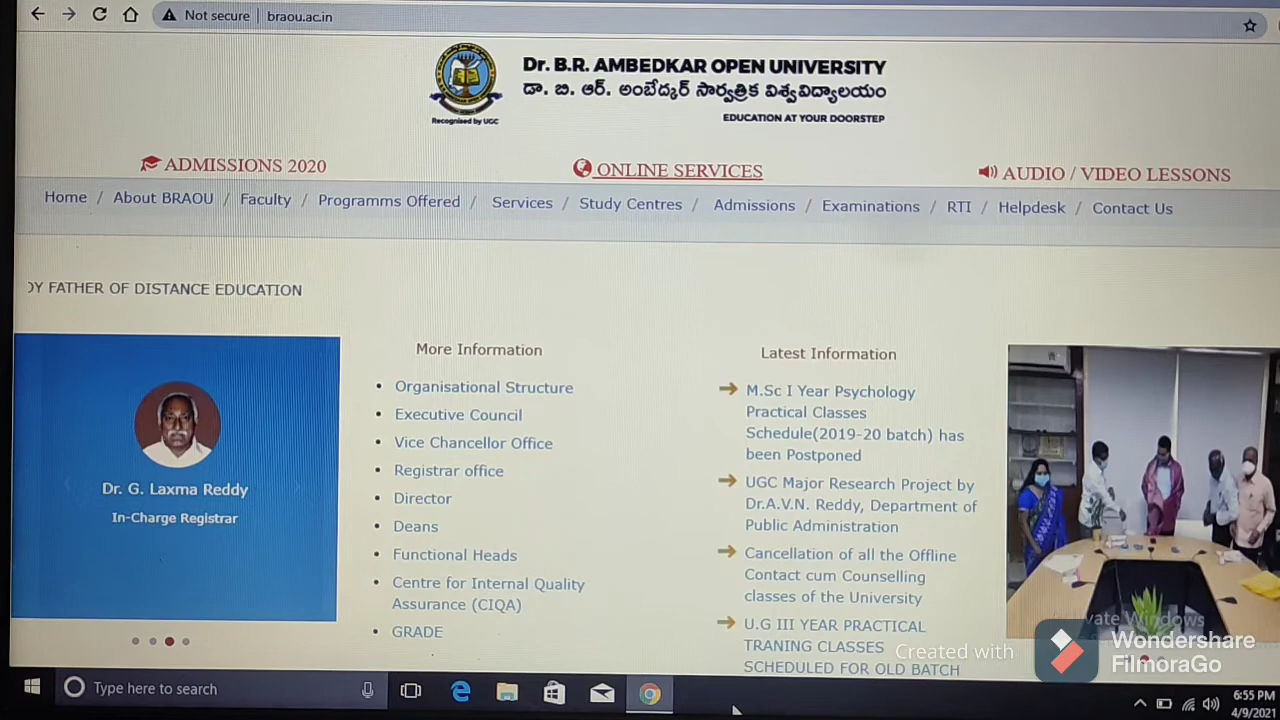 Not secure | braou.ac.in
Dr. B.R. AMBEDKAR OPEN UNIVERSITY
డా. బి. ఆర్. అంబేద్కర్ సార్వత్రిక విశ్వవిద్యాలయం
Recognised by UGC
EDUCATION AT YOUR DOORSTEP
ADMISSIONS 2020
ONLINE SERVICES
AUDIO / VIDEO LESSONS
Home / About BRAOU / Faculty / Programms Offered / Services / Study Centres / Admissions / Examinations / RTI / Helpdesk / Contact Us
FATHER OF DISTANCE EDUCATION
Dr. G. Laxma Reddy
In-Charge Registrar
More Information
• Organisational Structure
• Executive Council
• Vice Chancellor Office
• Registrar office
• Director
• Deans
• Functional Heads
• Centre for Internal Quality
Assurance (CIQA)
• GRADE
Latest Information
M.Sc I Year Psychology
Practical Classes
Schedule(2019-20 batch) has
been Postponed
UGC Major Research Project by
Dr.A.V.N. Reddy, Department of
Public Administration
Cancellation of all the Offline
Contact cum Counselling
classes of the University
U.G III YEAR PRACTICAL
TRANING CLASSES
SCHEDULED FOR OLD BATCH
Windows
Created with
Wondershare
FilmoraGo
Type here to search
6:55 PM
4/9/2021